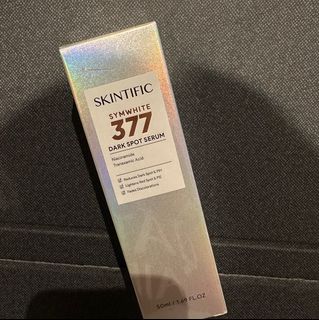 SKINTIFIC
SYMWHITE
377
DARK SPOT SERUM
Niacinamide
Tranexamic Acid
Reduces Dark Spot & PIH
Lightens Red Spot & PIE
Fades Discolorations
50ml / 1.69 FL.OZ